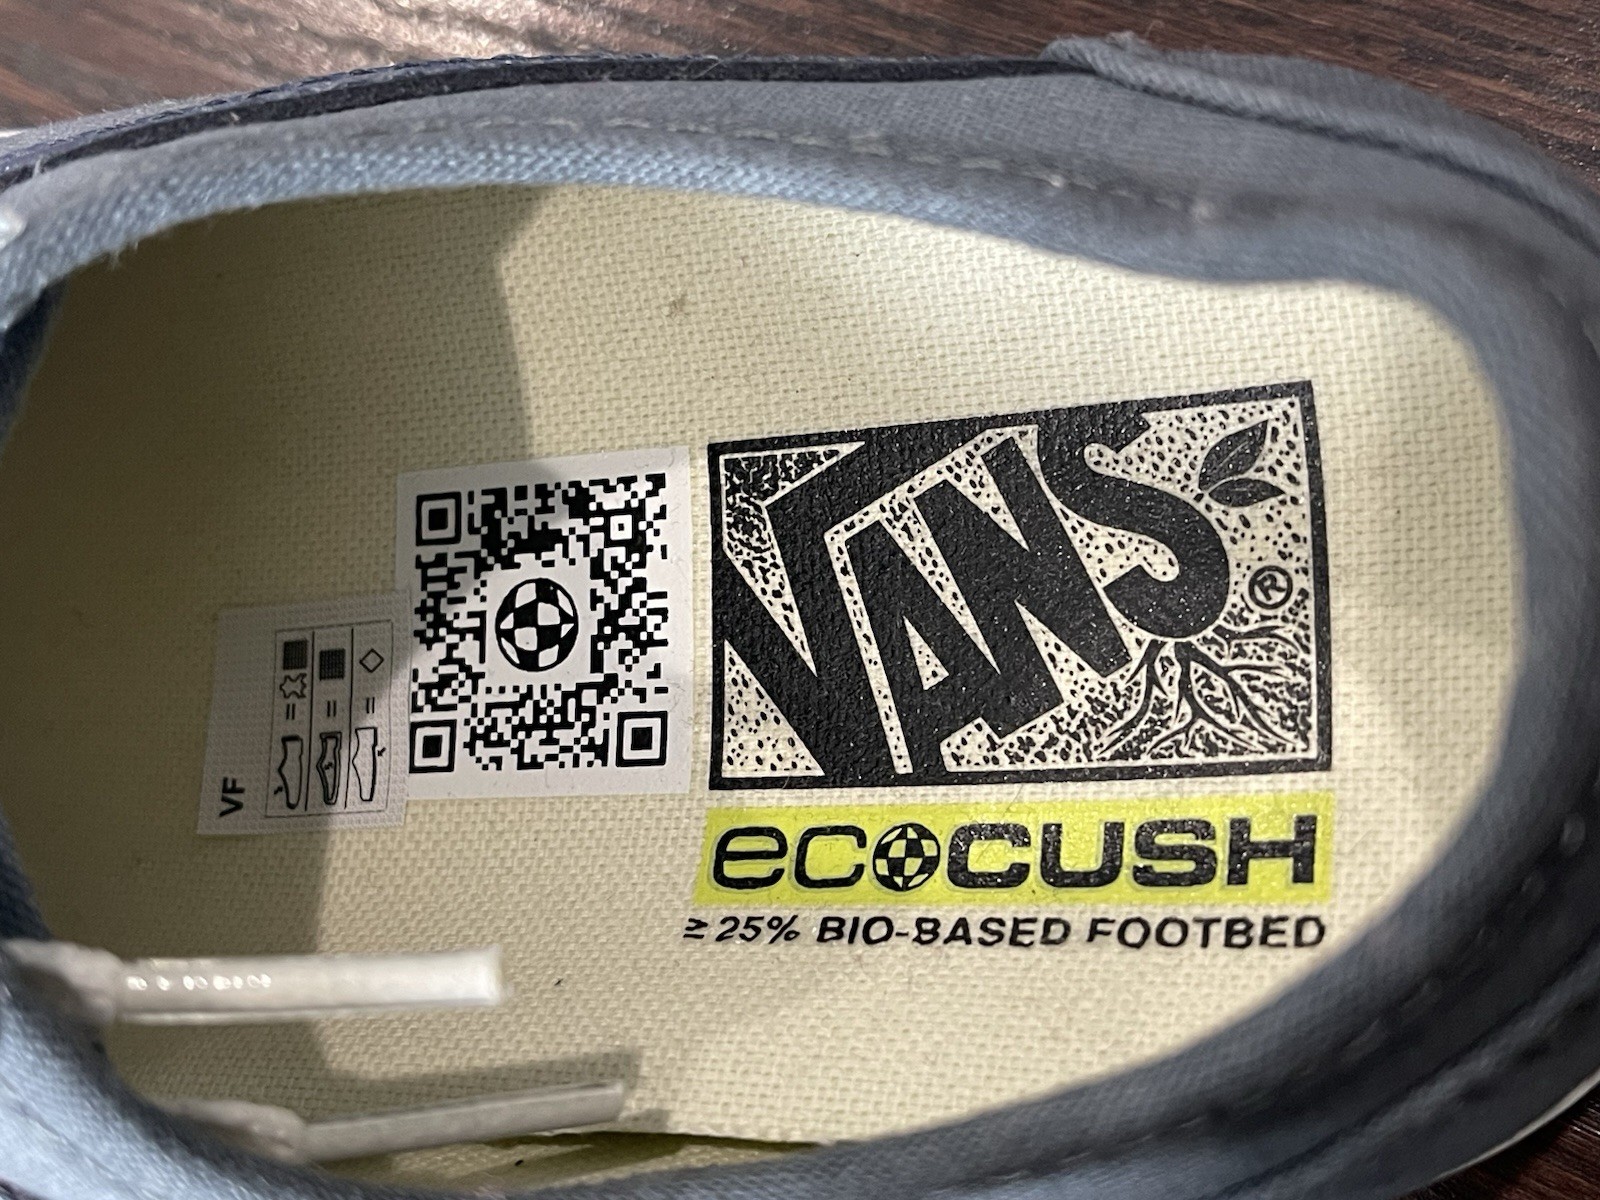 VANS®
ecocush
≥ 25% BIO-BASED FOOTBED
VF